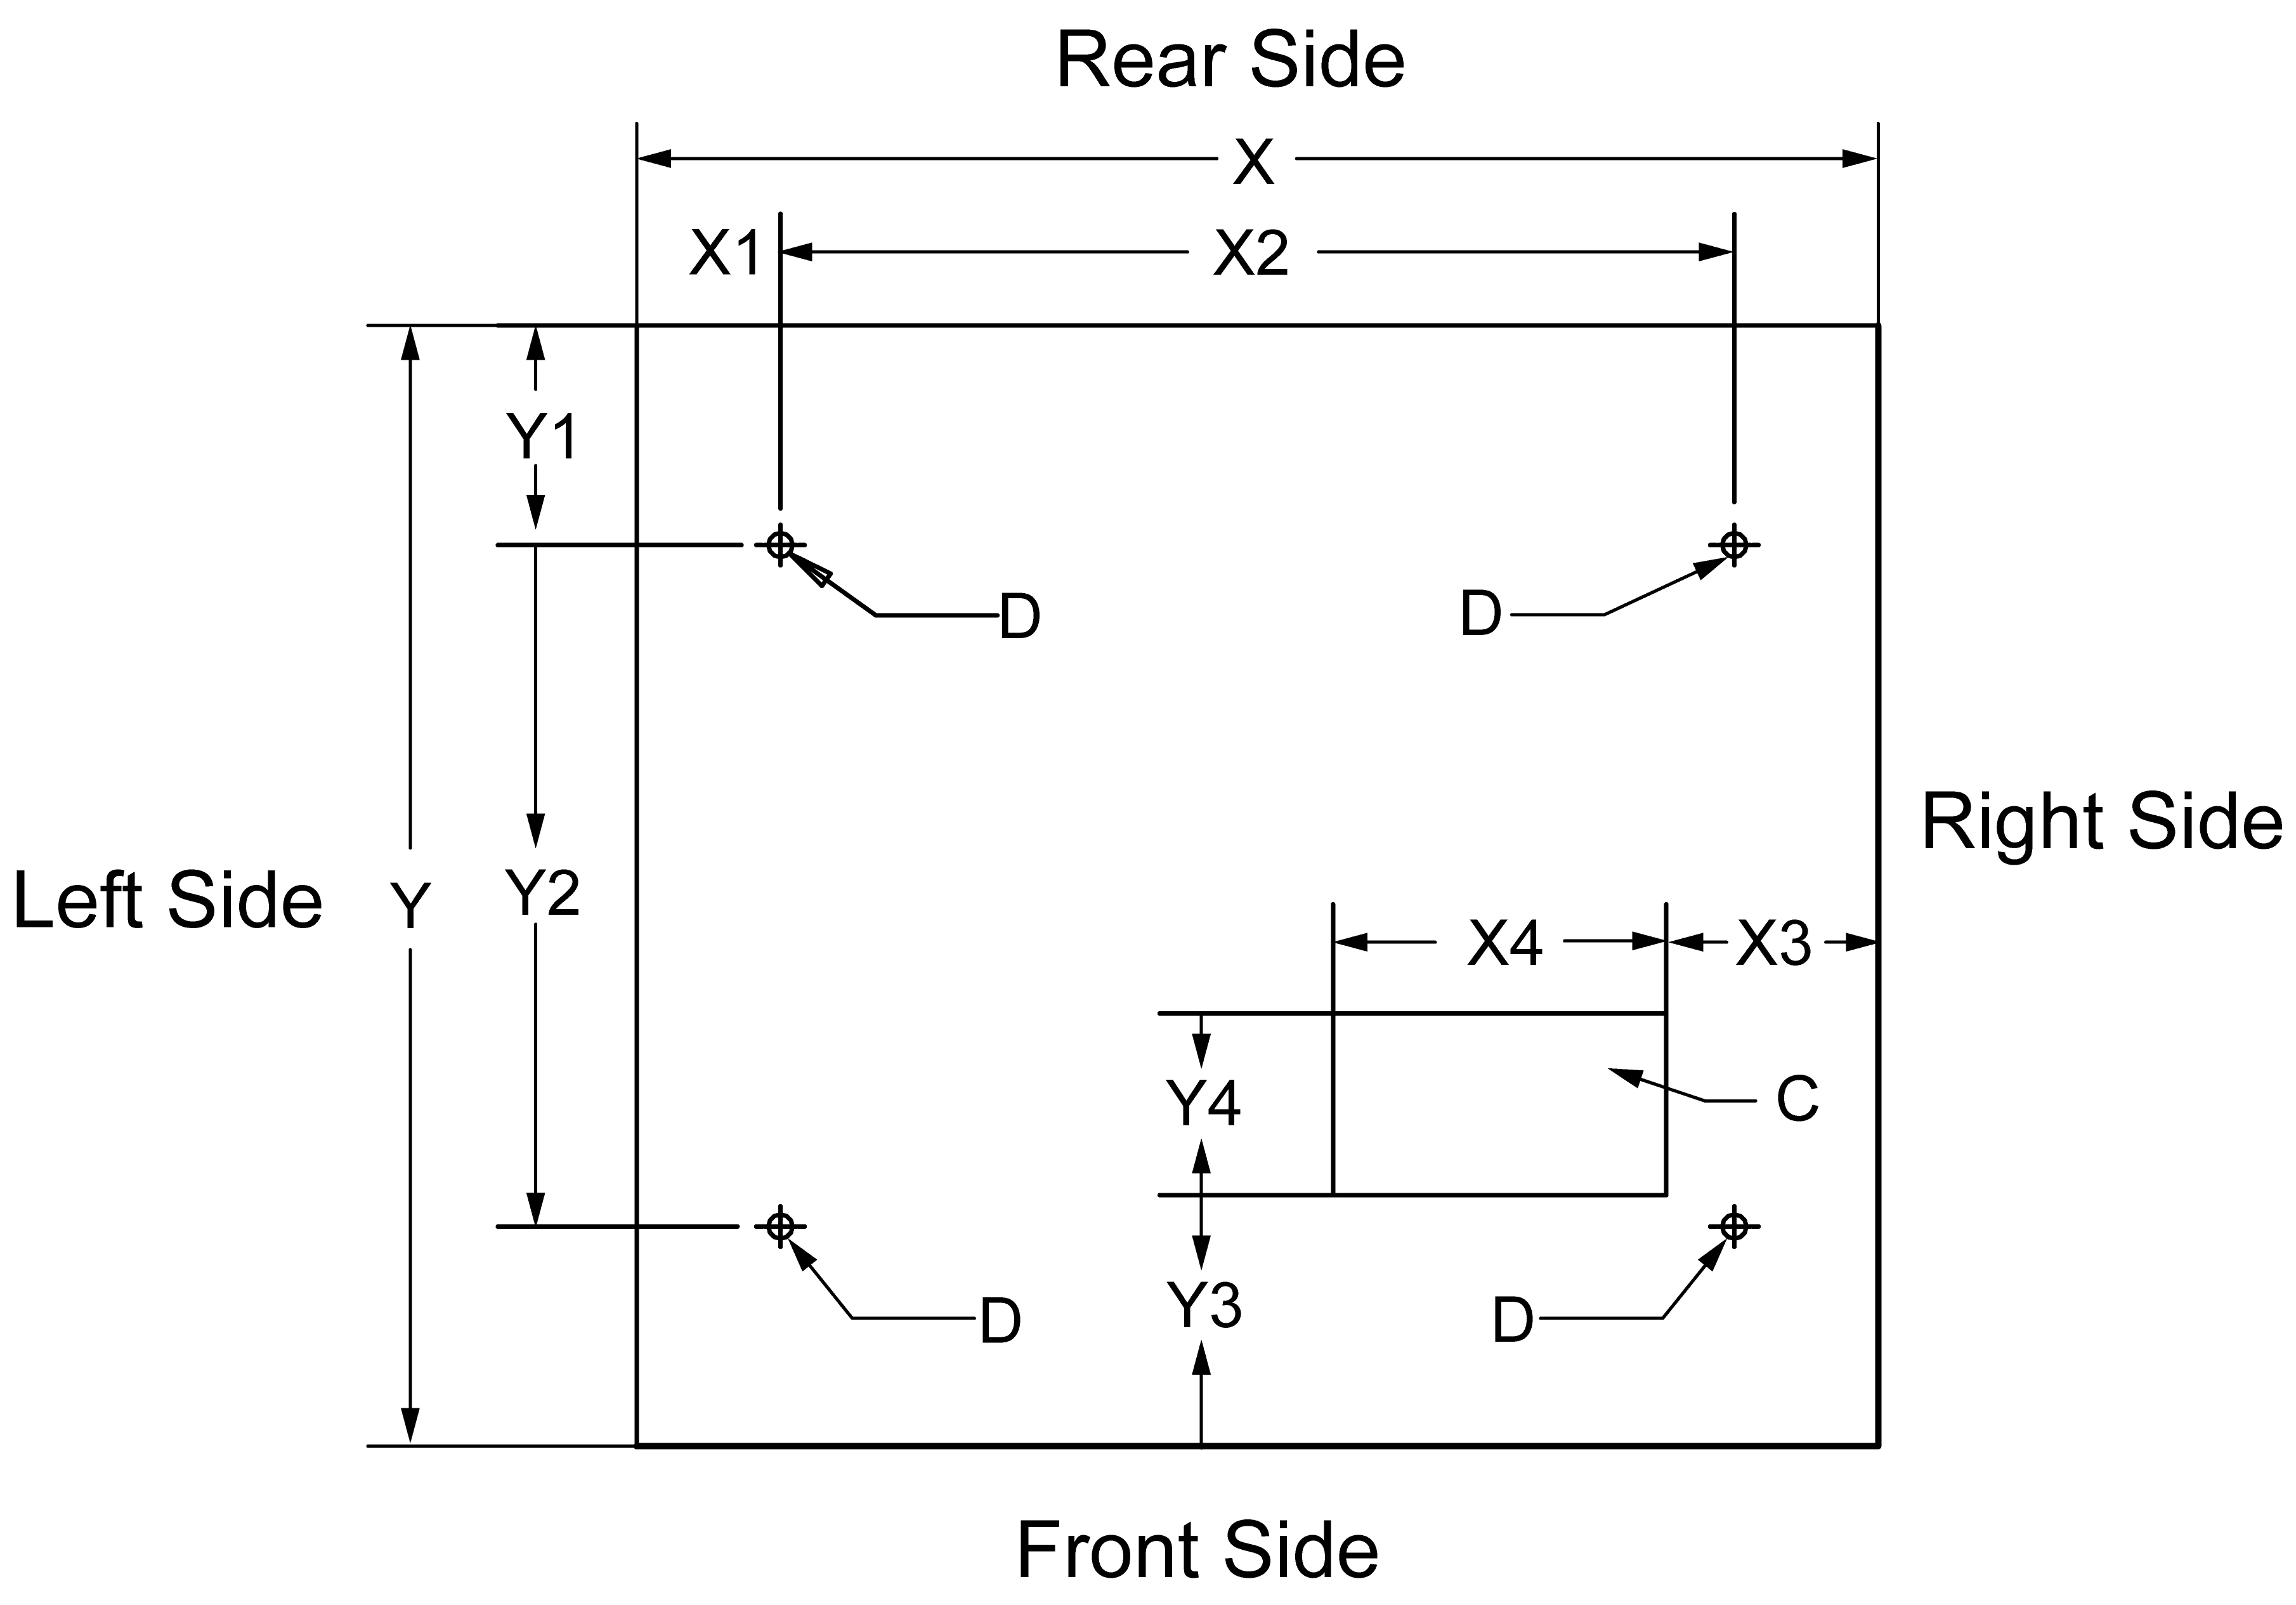 Rear Side
X
X1
X2
Y1
D
D
Right Side
Left Side
Y
Y2
X4
X3
Y4
C
Y3
D
D
Front Side